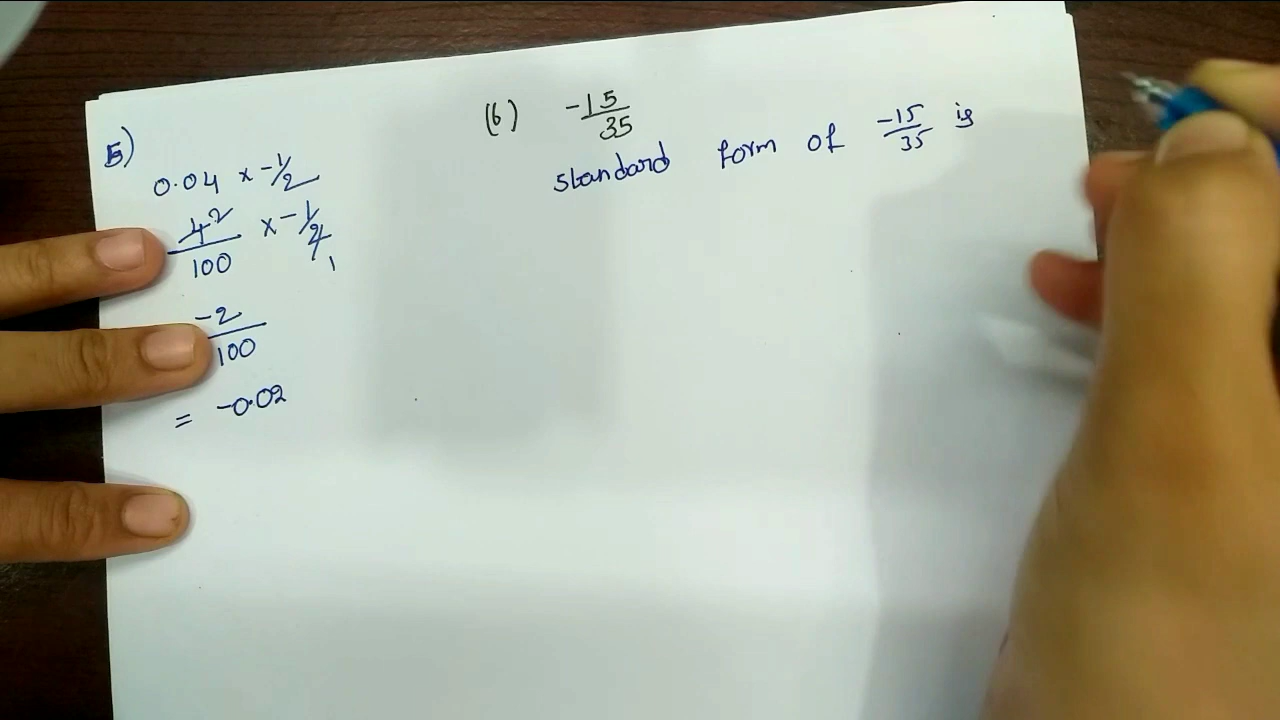 5)
0.04 × -1/2
4 2/100 × -1/2 1
-2/100
= -0.02
(6) -15/35
standard form of -15/35 is